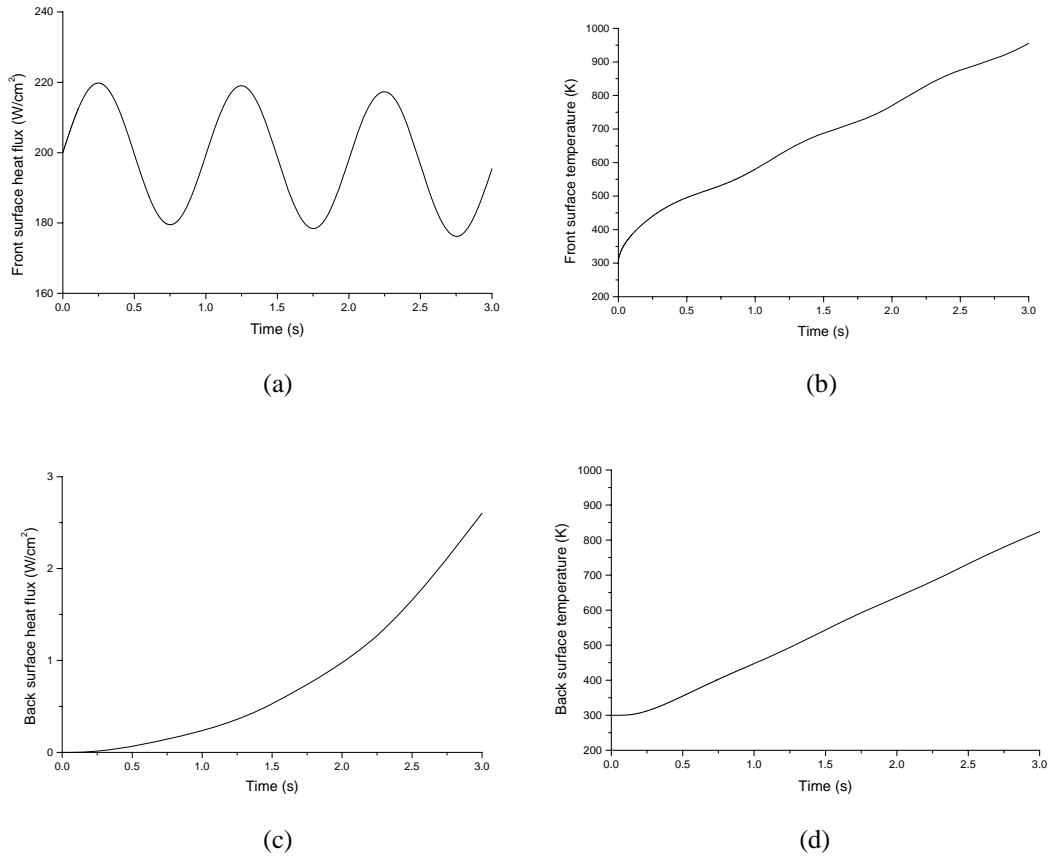 240
220
200
180
160
Front surface heat flux (W/cm²)
0.0 0.5 1.0 1.5 2.0 2.5 3.0
Time (s)
(a)
1000
900
800
700
600
500
400
300
200
Front surface temperature (K)
0.0 0.5 1.0 1.5 2.0 2.5 3.0
Time (s)
(b)
3
2
1
0
Back surface heat flux (W/cm²)
0.0 0.5 1.0 1.5 2.0 2.5 3.0
Time (s)
(c)
1000
900
800
700
600
500
400
300
200
Back surface temperature (K)
0.0 0.5 1.0 1.5 2.0 2.5 3.0
Time (s)
(d)